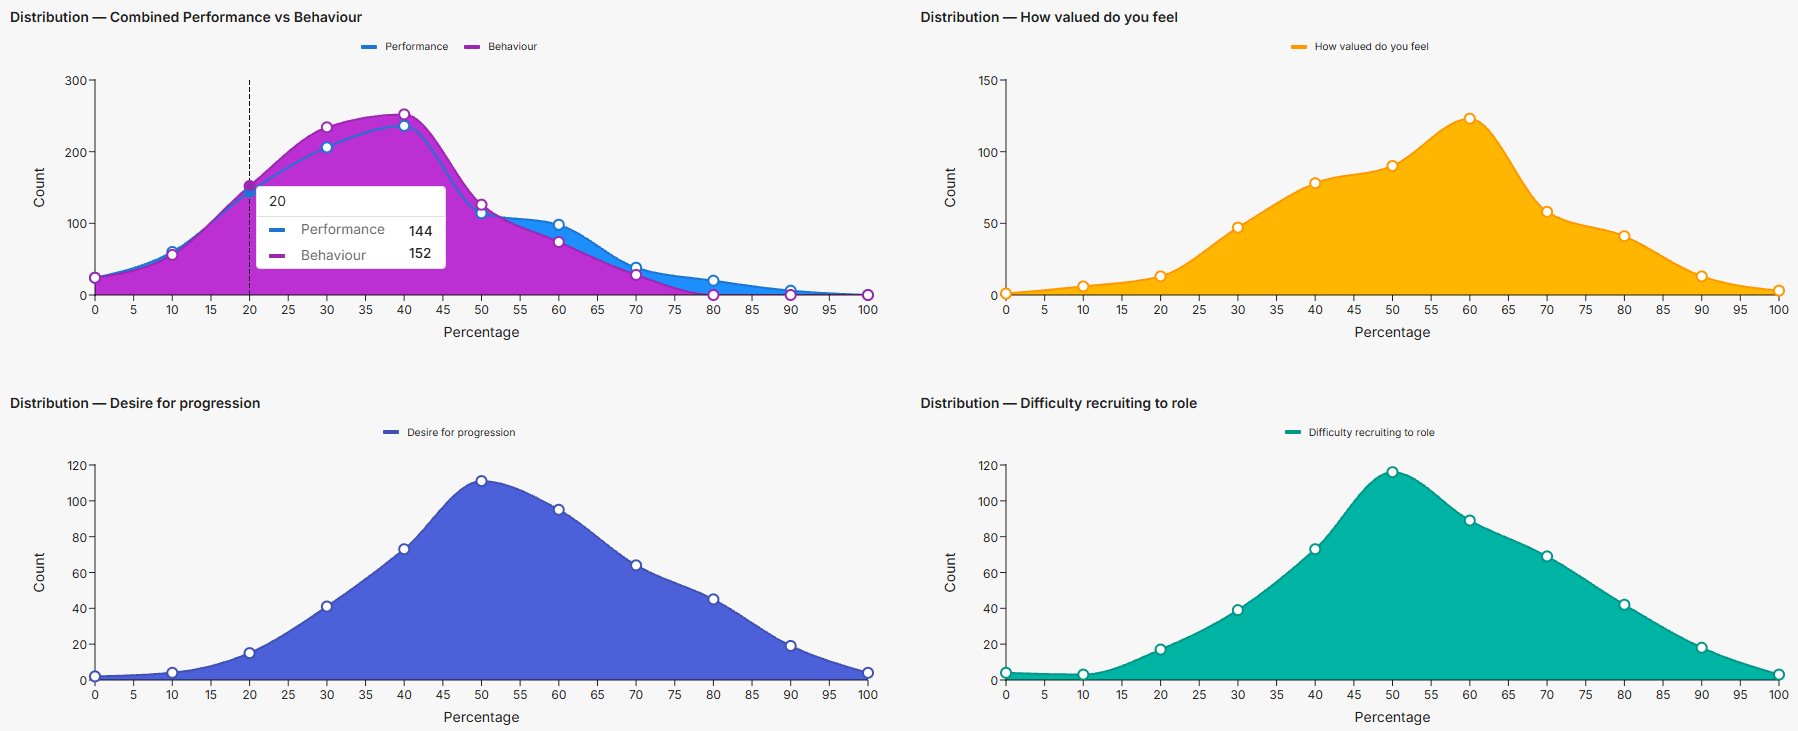 Distribution — Combined Performance vs Behaviour
Performance Behaviour
300
200
100
0
Count
20
Performance 144
Behaviour 152
0 5 10 15 20 25 30 35 40 45 50 55 60 65 70 75 80 85 90 95 100
Percentage
Distribution — How valued do you feel
How valued do you feel
150
100
50
0
Count
0 5 10 15 20 25 30 35 40 45 50 55 60 65 70 75 80 85 90 95 100
Percentage
Distribution — Desire for progression
Desire for progression
120
100
80
60
40
20
0
Count
0 5 10 15 20 25 30 35 40 45 50 55 60 65 70 75 80 85 90 95 100
Percentage
Distribution — Difficulty recruiting to role
Difficulty recruiting to role
120
100
80
60
40
20
0
Count
0 5 10 15 20 25 30 35 40 45 50 55 60 65 70 75 80 85 90 95 100
Percentage